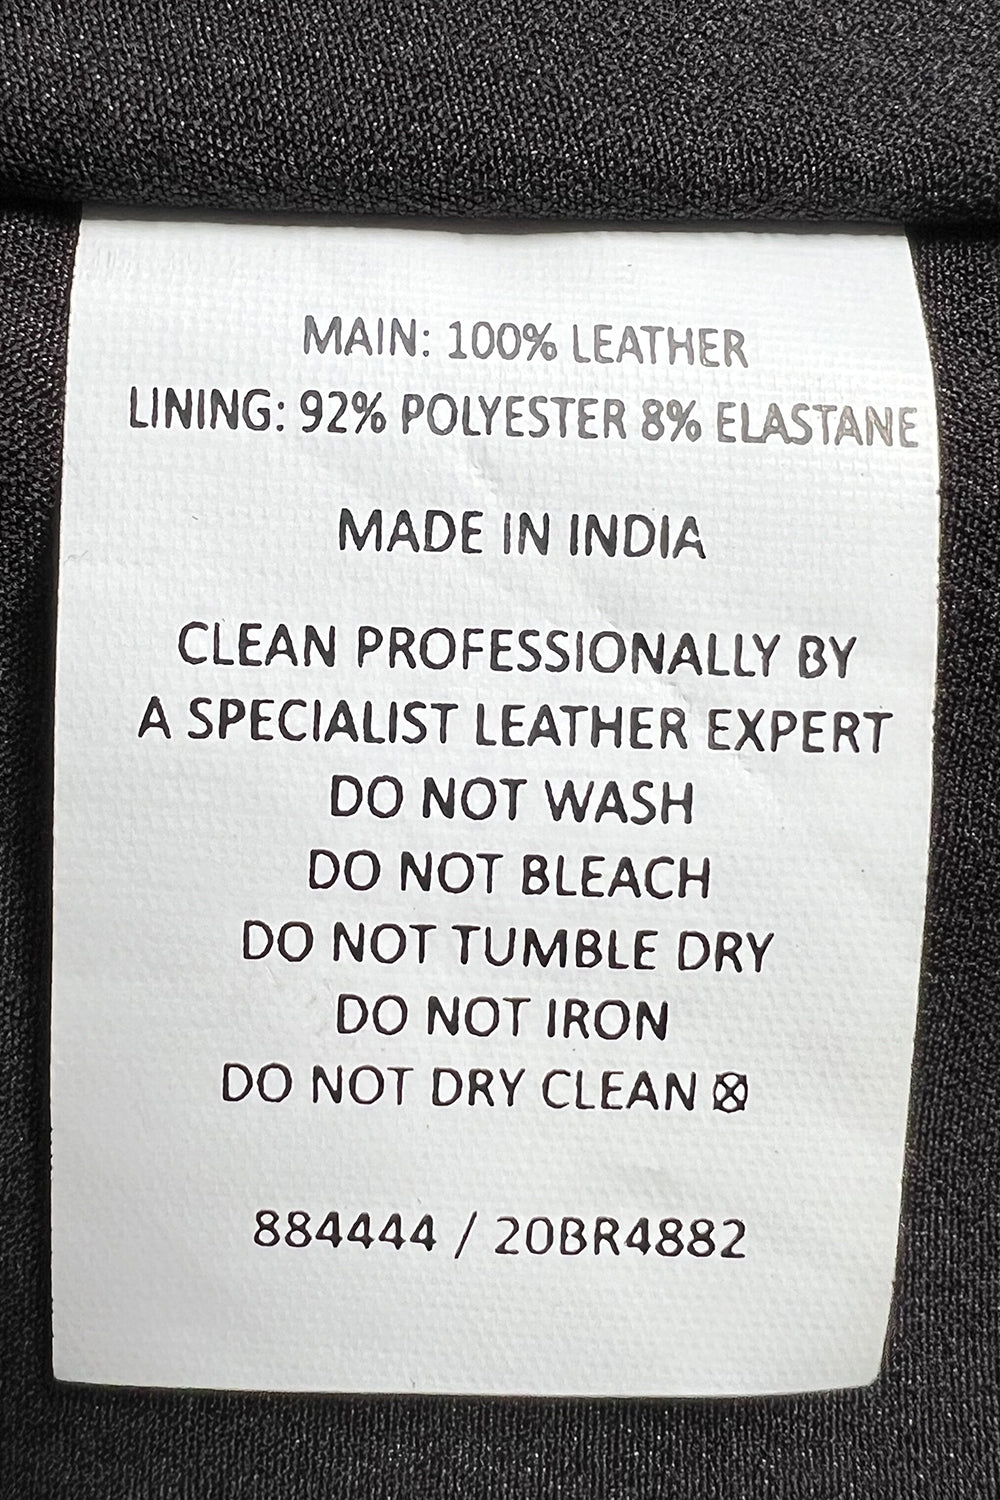 MAIN: 100% LEATHER
LINING: 92% POLYESTER 8% ELASTANE
MADE IN INDIA
CLEAN PROFESSIONALLY BY
A SPECIALIST LEATHER EXPERT
DO NOT WASH
DO NOT BLEACH
DO NOT TUMBLE DRY
DO NOT IRON
DO NOT DRY CLEAN
884444 / 20BR4882